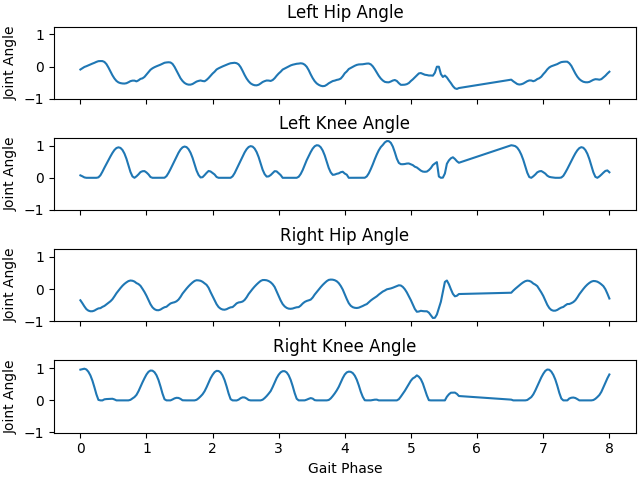 Left Hip Angle
Joint Angle
1
0
−1
Left Knee Angle
Joint Angle
1
0
−1
Right Hip Angle
Joint Angle
1
0
−1
Right Knee Angle
Joint Angle
1
0
−1
0 1 2 3 4 5 6 7 8
Gait Phase